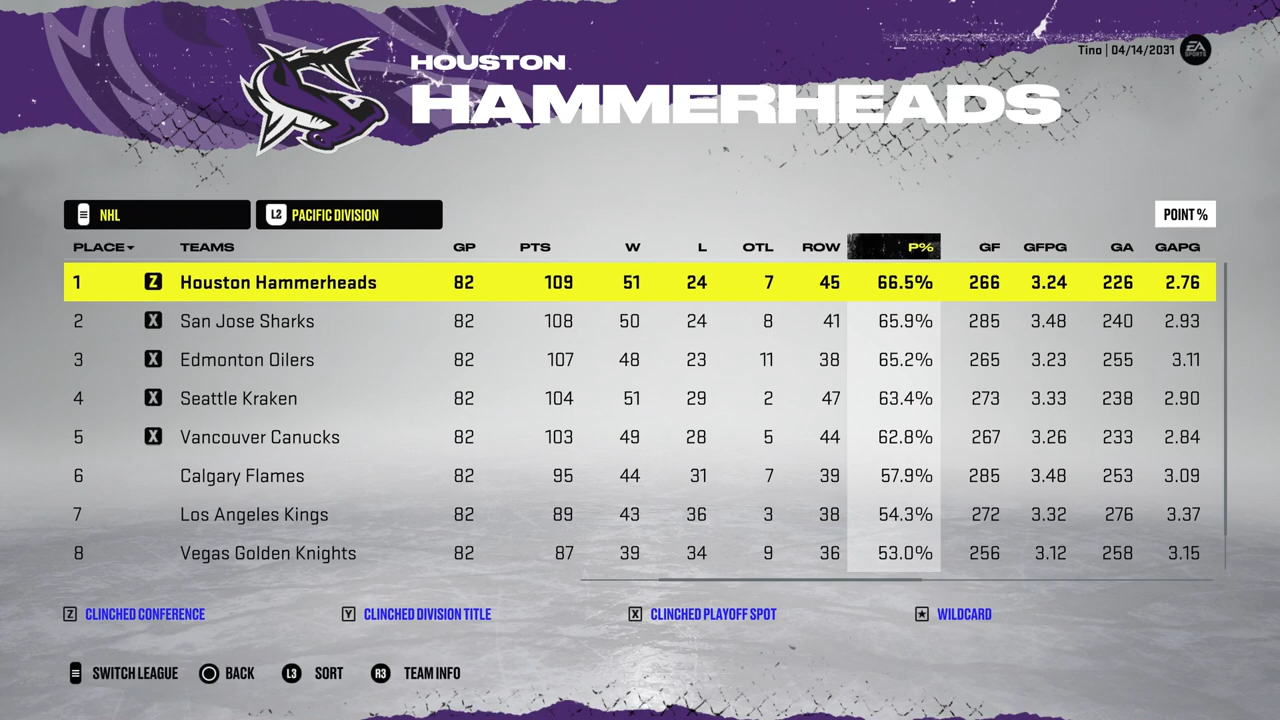 HOUSTON
HAMMERHEADS
Tino | 04/14/2031
EA SPORTS
NHL
L2 PACIFIC DIVISION
POINT %
PLACE TEAMS GP PTS W L OTL ROW P% GF GFPG GA GAPG
1 Z Houston Hammerheads 82 109 51 24 7 45 66.5% 266 3.24 226 2.76
2 X San Jose Sharks 82 108 50 24 8 41 65.9% 285 3.48 240 2.93
3 X Edmonton Oilers 82 107 48 23 11 38 65.2% 265 3.23 255 3.11
4 X Seattle Kraken 82 104 51 29 2 47 63.4% 273 3.33 238 2.90
5 X Vancouver Canucks 82 103 49 28 5 44 62.8% 267 3.26 233 2.84
6 Calgary Flames 82 95 44 31 7 39 57.9% 285 3.48 253 3.09
7 Los Angeles Kings 82 89 43 36 3 38 54.3% 272 3.32 276 3.37
8 Vegas Golden Knights 82 87 39 34 9 36 53.0% 256 3.12 258 3.15
Z CLINCHED CONFERENCE Y CLINCHED DIVISION TITLE X CLINCHED PLAYOFF SPOT ★ WILDCARD
SWITCH LEAGUE BACK L3 SORT R3 TEAM INFO